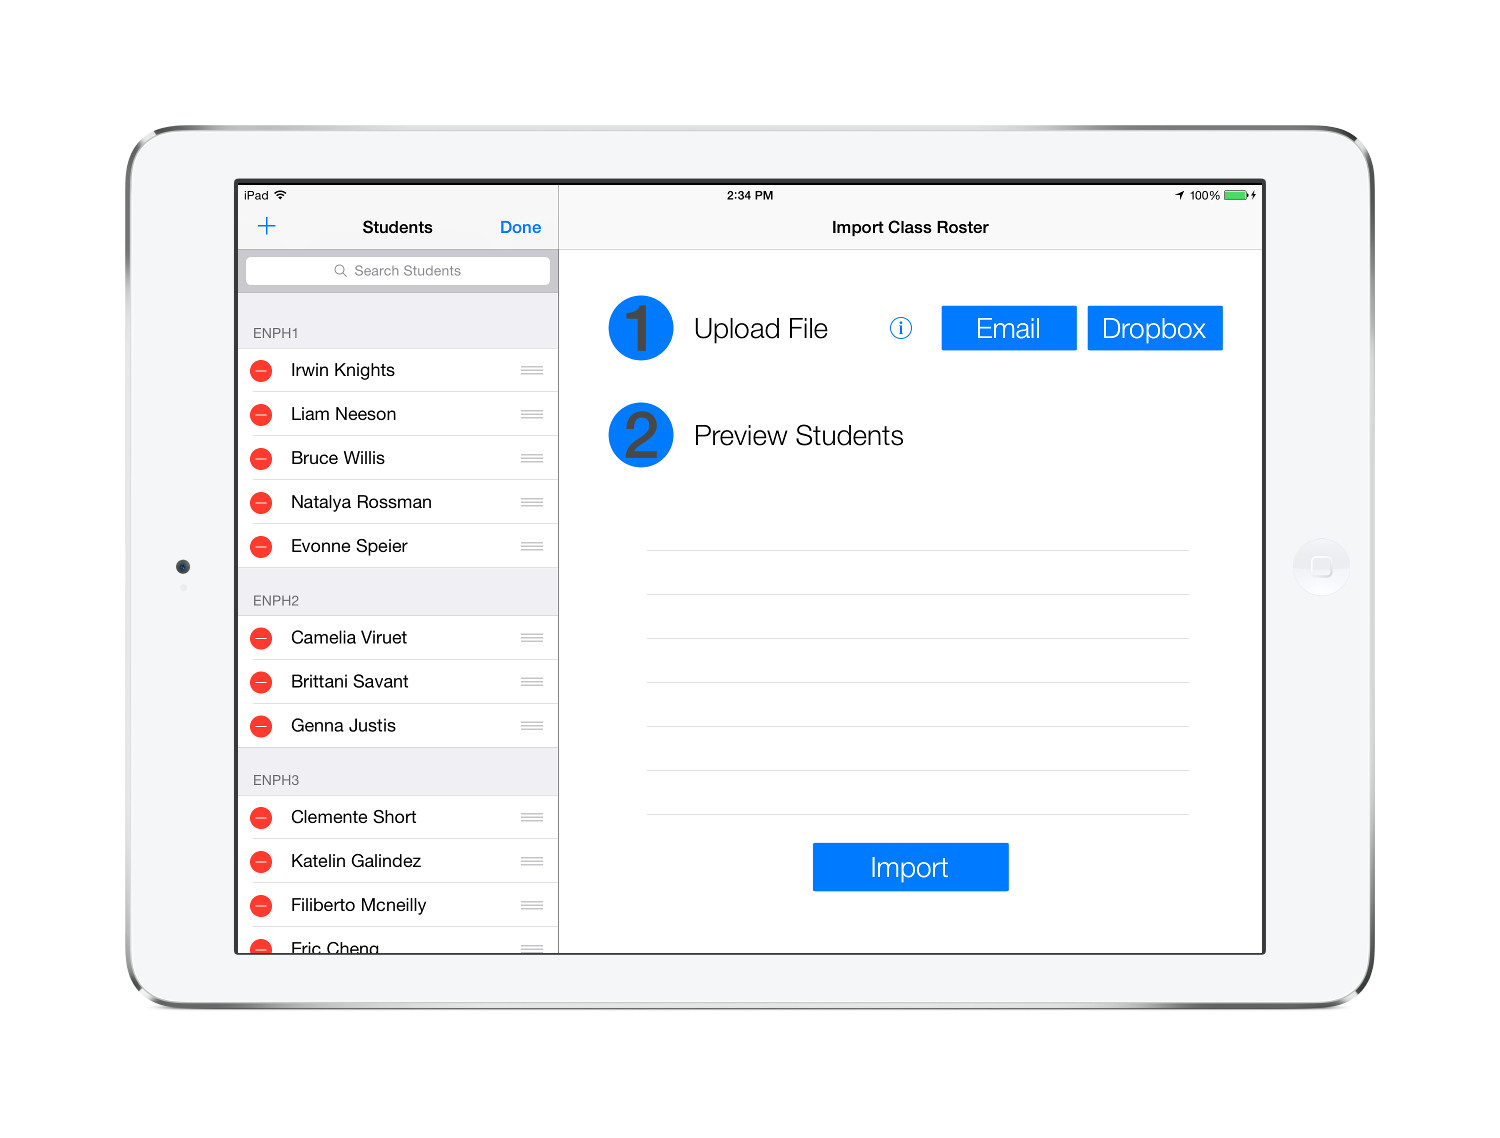 iPad
2:34 PM
100%
Students
Done
Import Class Roster
Search Students
ENPH1
Irwin Knights
Liam Neeson
Bruce Willis
Natalya Rossman
Evonne Speier
ENPH2
Camelia Viruet
Brittani Savant
Genna Justis
ENPH3
Clemente Short
Katelin Galindez
Filiberto Mcneilly
Eric Cheng
1 Upload File
Email
Dropbox
2 Preview Students
Import